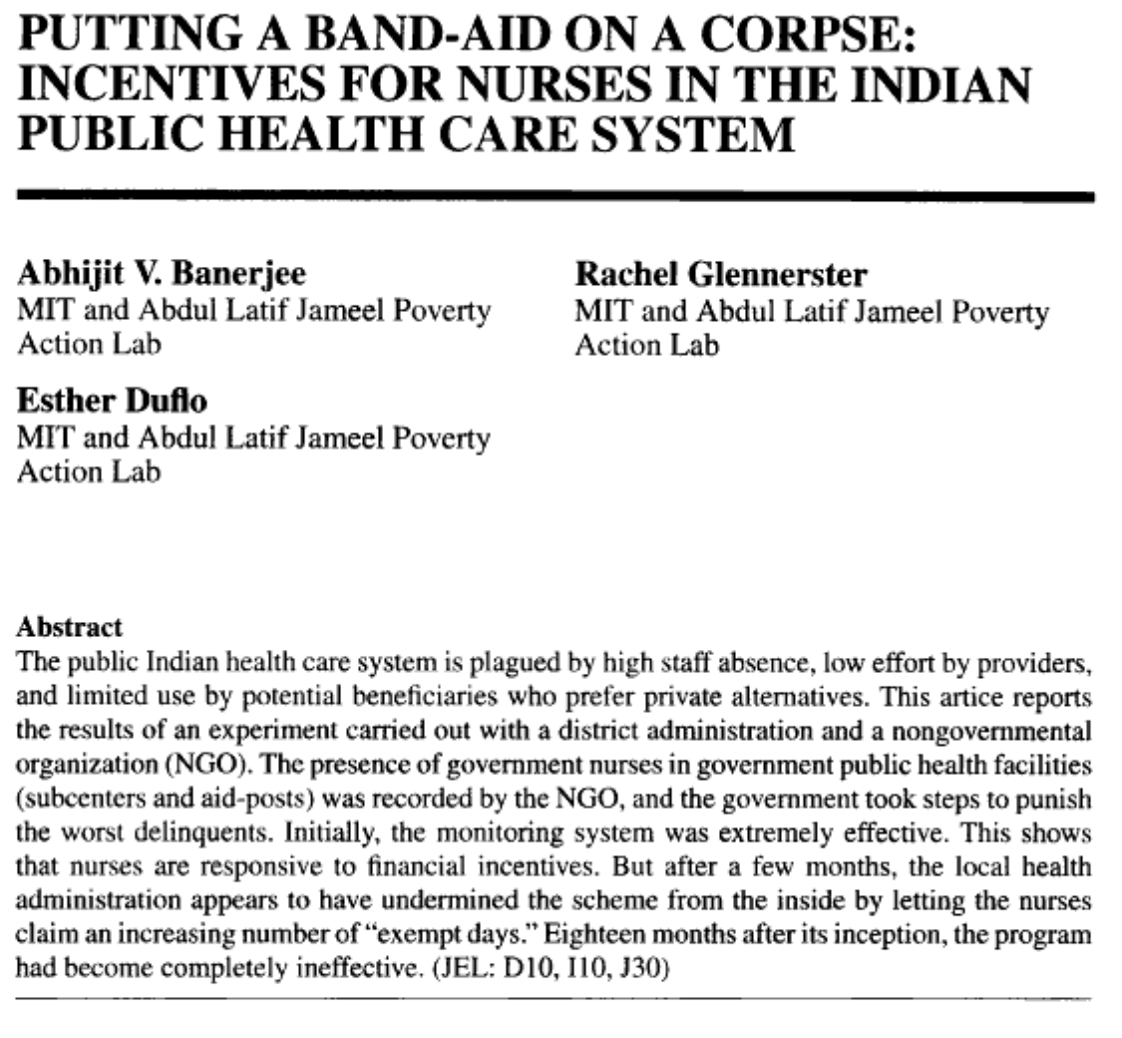 PUTTING A BAND-AID ON A CORPSE:
INCENTIVES FOR NURSES IN THE INDIAN
PUBLIC HEALTH CARE SYSTEM
Abhijit V. Banerjee
MIT and Abdul Latif Jameel Poverty
Action Lab
Rachel Glennerster
MIT and Abdul Latif Jameel Poverty
Action Lab
Esther Duflo
MIT and Abdul Latif Jameel Poverty
Action Lab
Abstract
The public Indian health care system is plagued by high staff absence, low effort by providers,
and limited use by potential beneficiaries who prefer private alternatives. This artice reports
the results of an experiment carried out with a district administration and a nongovernmental
organization (NGO). The presence of government nurses in government public health facilities
(subcenters and aid-posts) was recorded by the NGO, and the government took steps to punish
the worst delinquents. Initially, the monitoring system was extremely effective. This shows
that nurses are responsive to financial incentives. But after a few months, the local health
administration appears to have undermined the scheme from the inside by letting the nurses
claim an increasing number of “exempt days.” Eighteen months after its inception, the program
had become completely ineffective. (JEL: D10, I10, J30)